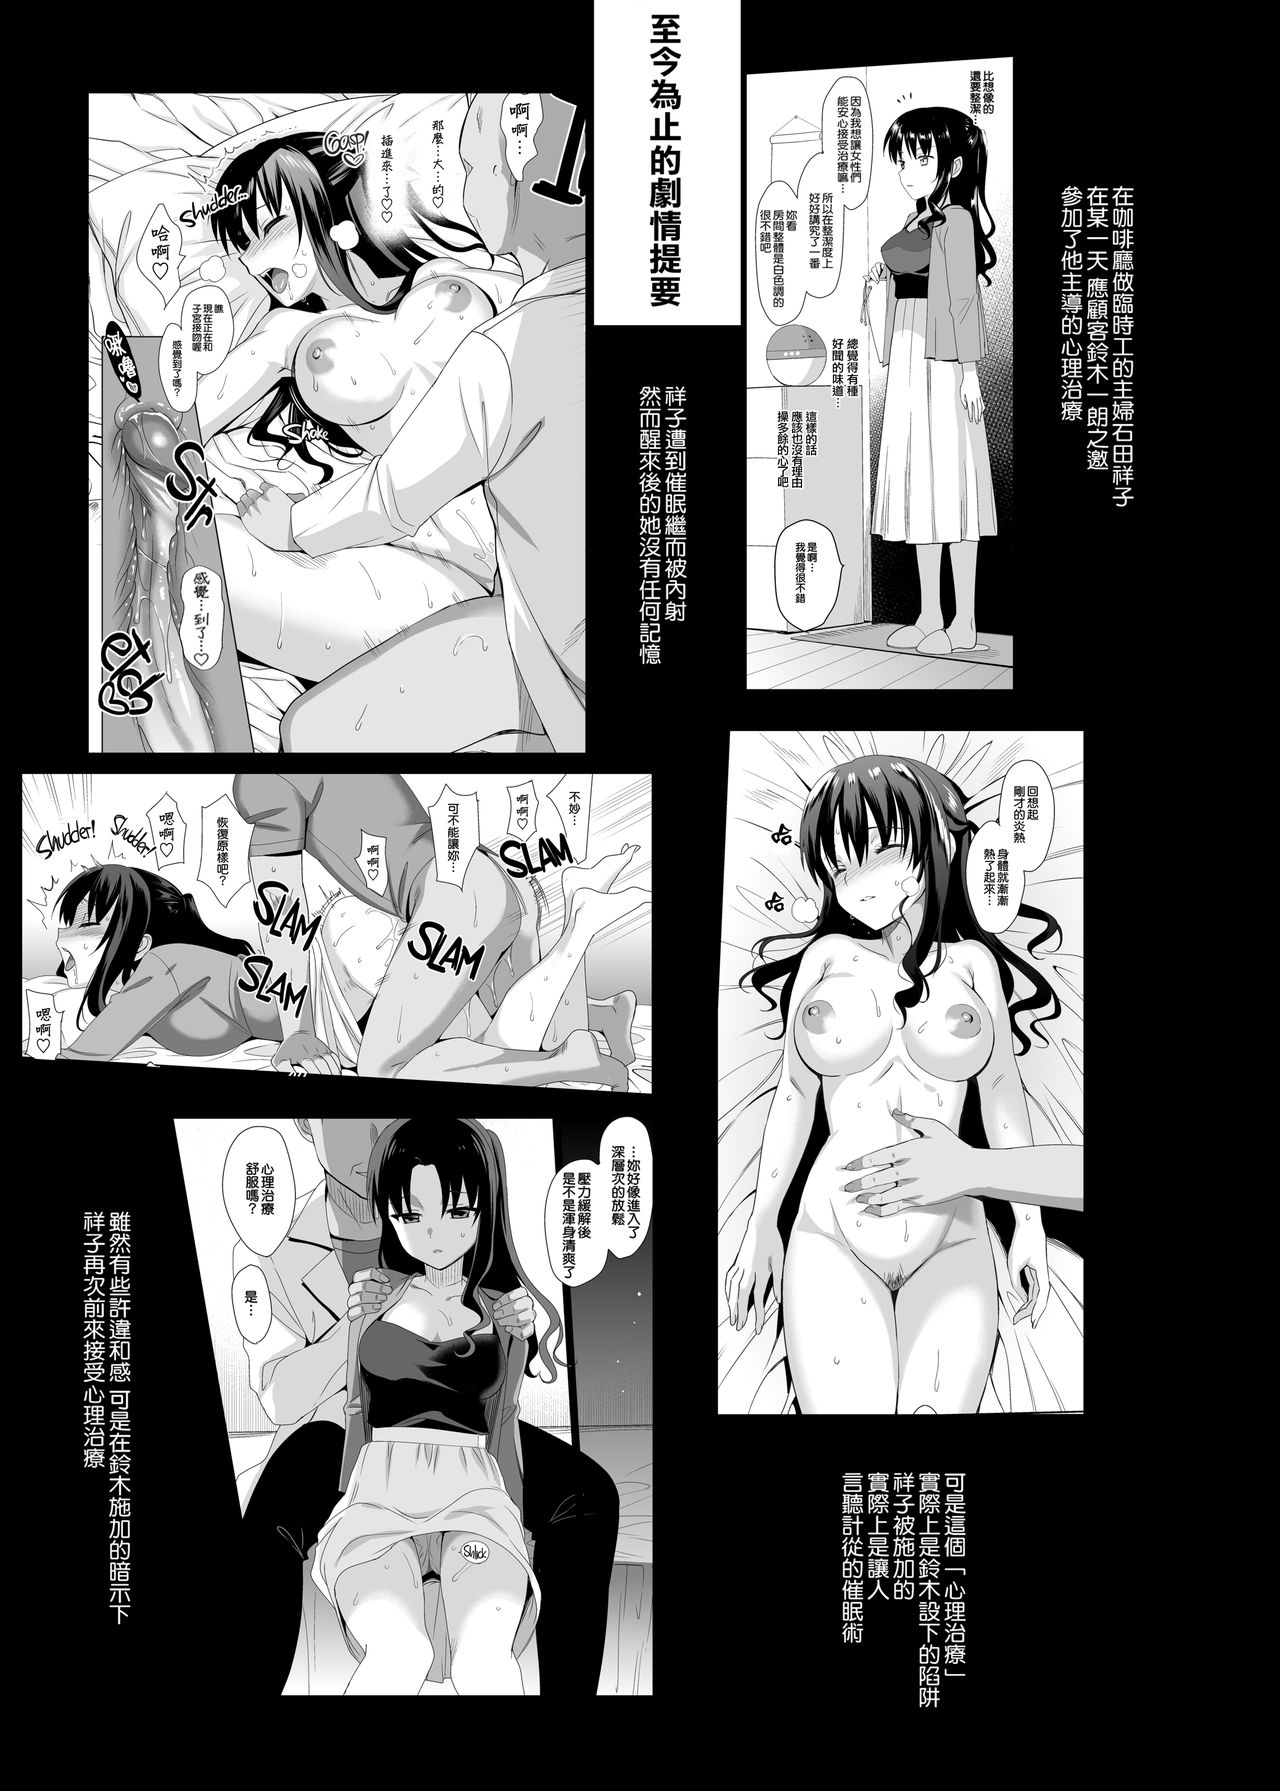 至今為止的劇情提要
在咖啡廳做臨時工的主婦石田祥子
在某一天 應顧客鈴木一朗之邀
參加了他主導的心理治療
比想像的
還要整潔…
因為我想讓女性們
能安心接受治療嘛…
所以在整潔度上
好好講究了一番
妳看
房間整體是白色調的
很不錯吧
總覺得有種
好聞的味道…
這樣的話
應該也沒有理由
操多餘的心了吧
是啊…
我覺得很不錯
回想起
剛才的炎熱
身體就漸漸
熱了起來…
可是這個「心理治療」
實際上是鈴木設下的陷阱
祥子被施加的
實際上是讓人
言聽計從的催眠術
祥子遭到催眠繼而被內射
然而醒來後的她沒有任何記憶
啊啊…
那麼…大…的♡
插進來…了♡♡
Gasp!♡
Shudder...
哈啊♡
瞧
現在正在和
子宮接吻喔
感覺到了嗎?
Shake
Stir
感覺…到了…♡
Squelch
不妙…
啊啊♡
可不能讓妳…
啊啊♡
恢復原樣吧?
嗯啊♡
Shudder!
Shudder!
SLAM
SLAM
SLAM
SLAM
嗯啊♡
…妳好像進入了
深層次的放鬆
壓力緩解後
是不是渾身清爽了
心理治療
舒服嗎?
是…
Shlick
雖然有些許違和感 可是在鈴木施加的暗示下
祥子再次前來接受心理治療